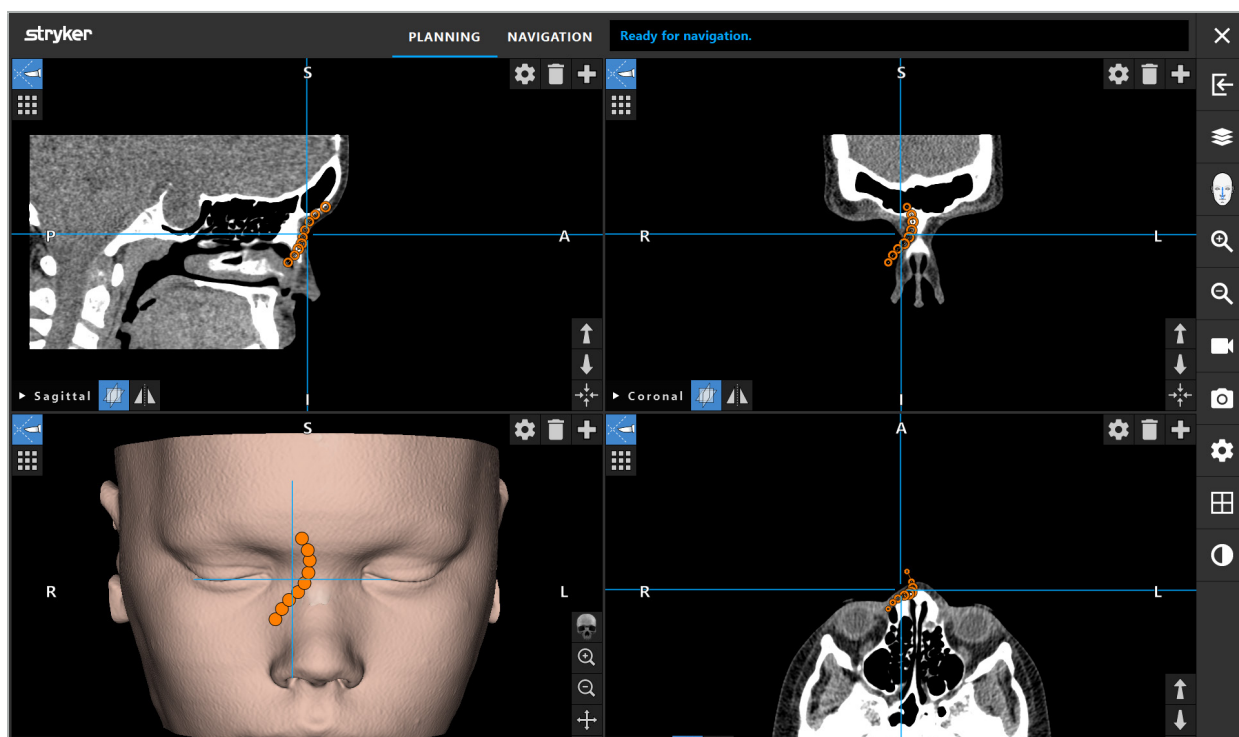 stryker
PLANNING NAVIGATION
Ready for navigation.
S
S
P
A
R
L
Sagittal
I
Coronal
I
S
A
R
L
R
L